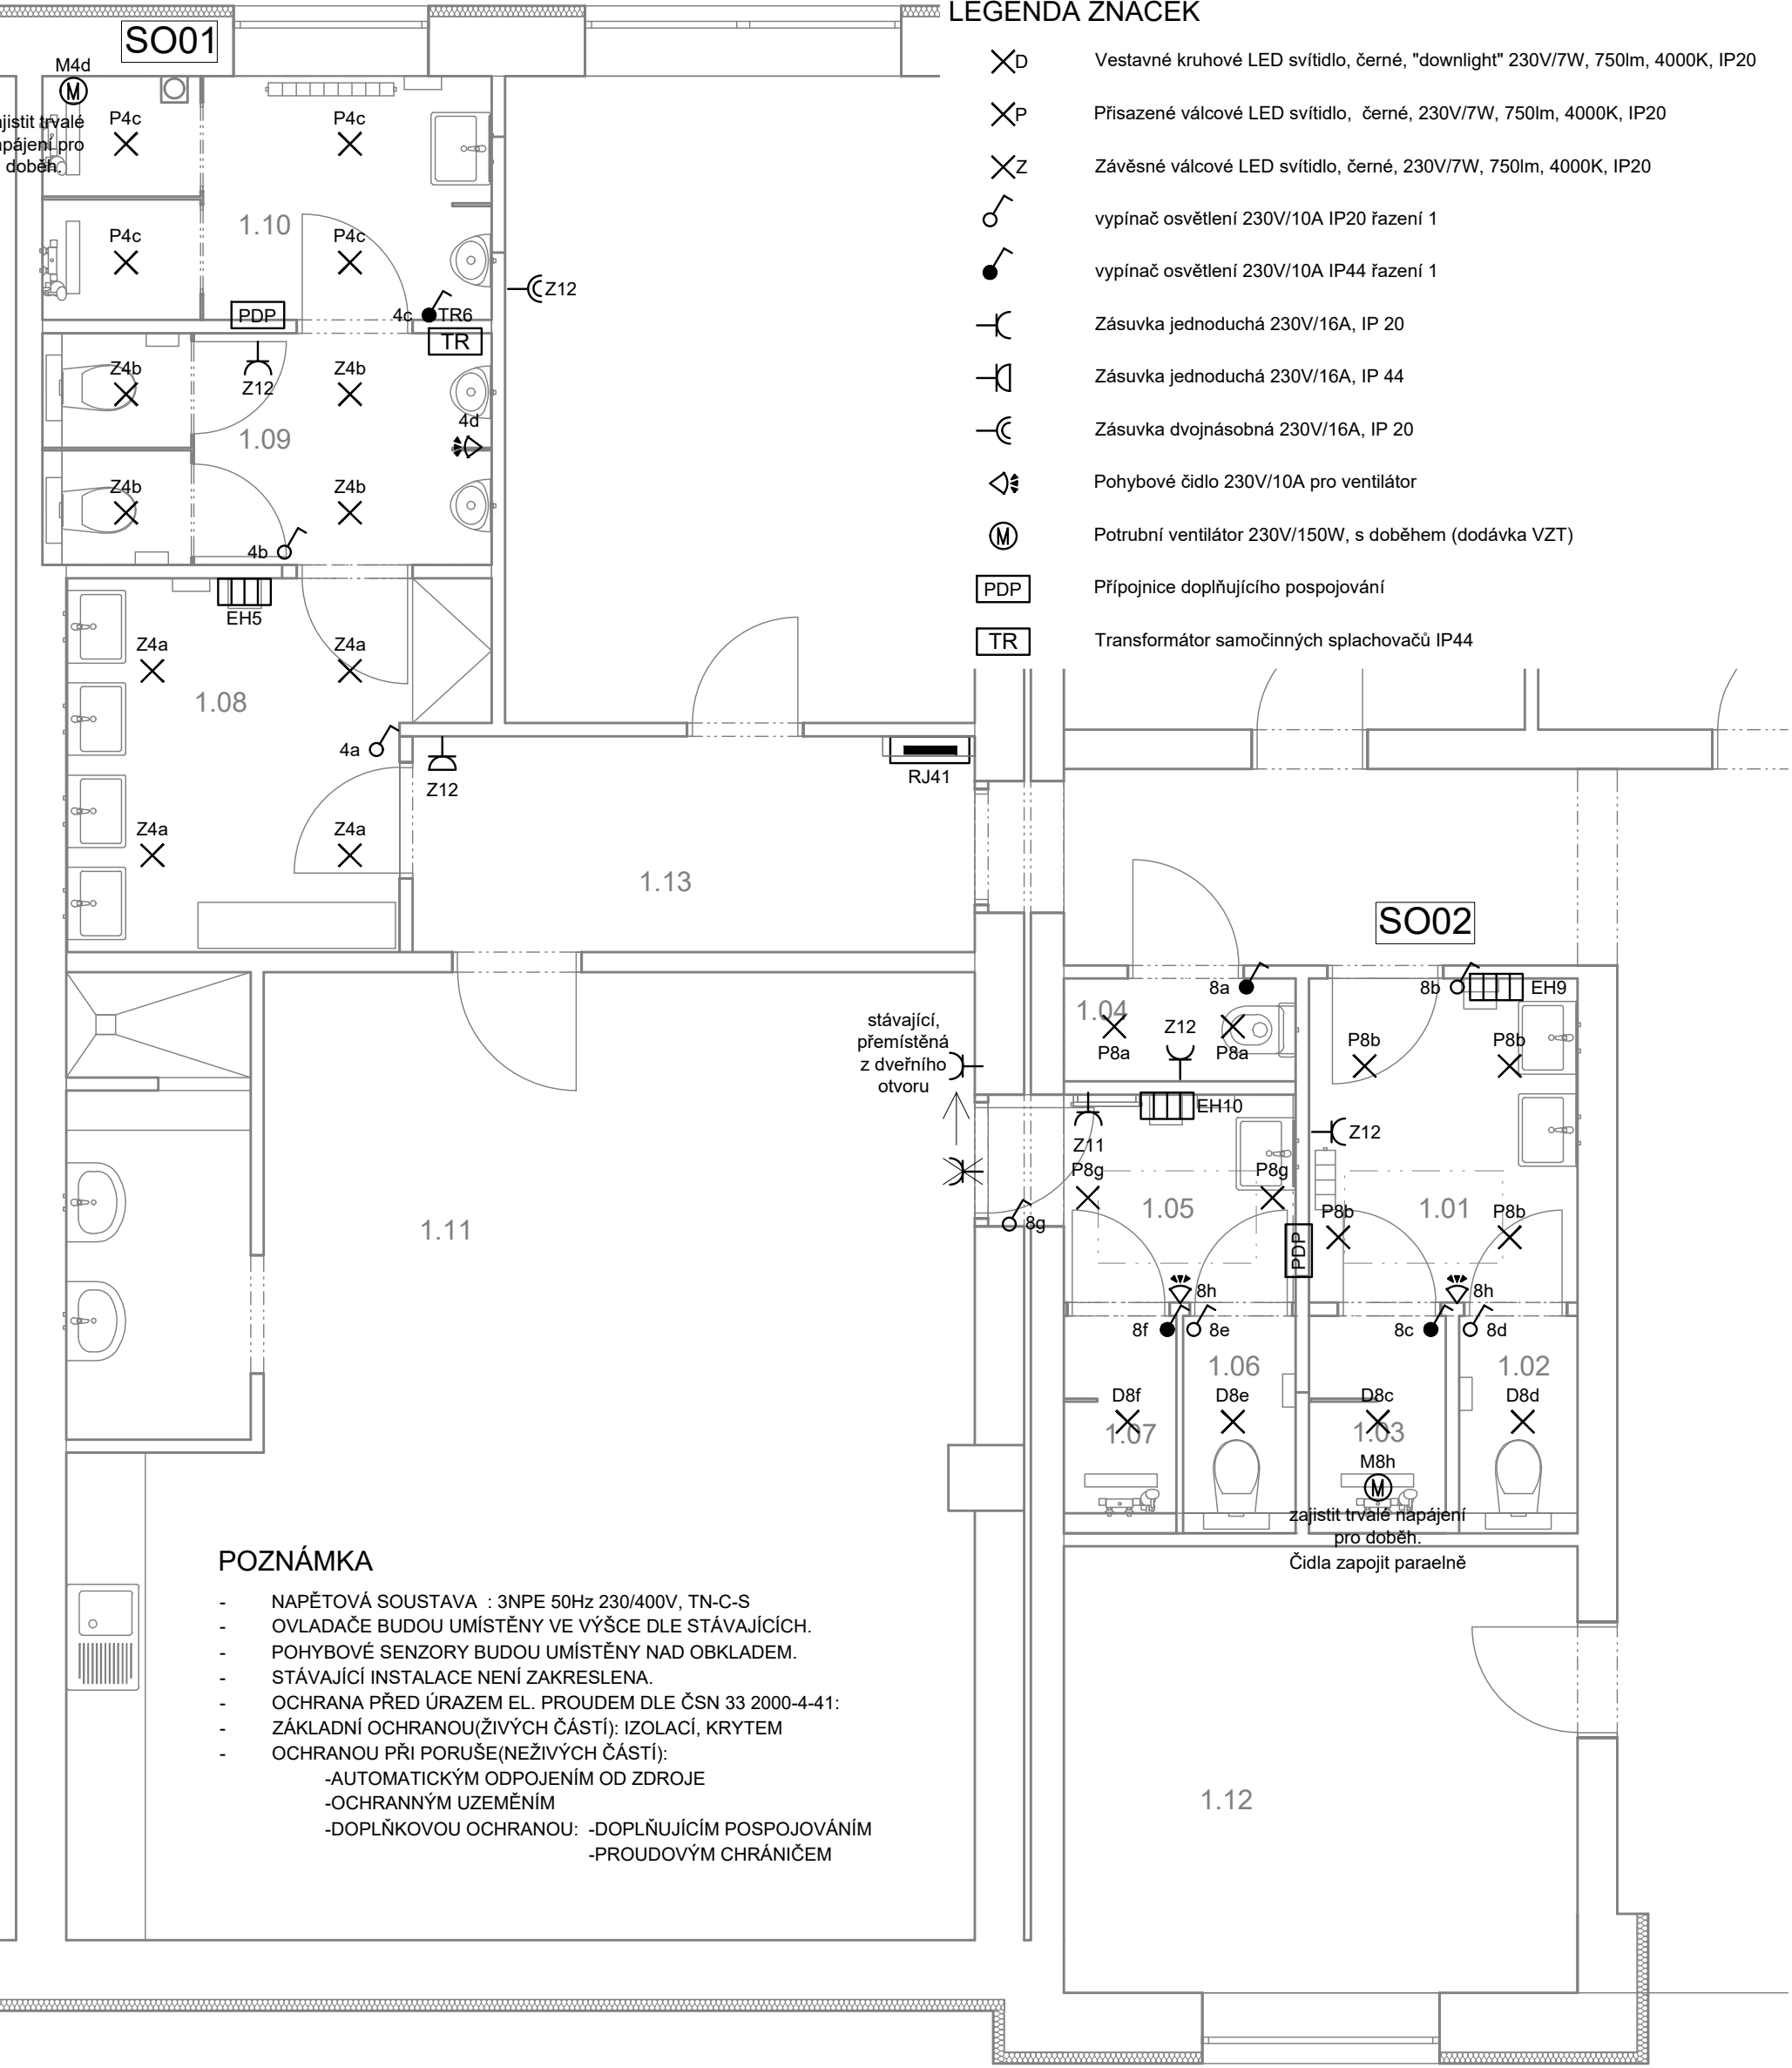 LEGENDA ZNAČEK
SO01
M4d
M
jistit trvalé
pájení pro
doběh.
P4c
P4c
1.10
P4c
P4c
Z12
PDP
4c
TR6
TR
Z4b
Z12
Z4b
4d
1.09
Z4b
Z4b
4b
EH5
Z4a
Z4a
1.08
4a
Z12
RJ41
Z4a
Z4a
1.13
D
Vestavné kruhové LED svítidlo, černé, "downlight" 230V/7W, 750lm, 4000K, IP20
P
Přisazené válcové LED svítidlo, černé, 230V/7W, 750lm, 4000K, IP20
Z
Závěsné válcové LED svítidlo, černé, 230V/7W, 750lm, 4000K, IP20
vypínač osvětlení 230V/10A IP20 řazení 1
vypínač osvětlení 230V/10A IP44 řazení 1
Zásuvka jednoduchá 230V/16A, IP 20
Zásuvka jednoduchá 230V/16A, IP 44
Zásuvka dvojnásobná 230V/16A, IP 20
Pohybové čidlo 230V/10A pro ventilátor
M
Potrubní ventilátor 230V/150W, s doběhem (dodávka VZT)
PDP
Přípojnice doplňujícího pospojování
TR
Transformátor samočinných splachovačů IP44
SO02
8a
8b
EH9
1.04
P8a
Z12
P8a
P8b
P8b
stávající,
přemístěná
z dveřního
otvoru
EH10
Z11
Z12
P8g
P8g
1.05
1.01
P8b
P8b
8g
PDP
8h
8h
8f
8e
8c
8d
1.06
1.02
D8f
D8e
D8c
D8d
1.07
1.03
M8h
M
zajistit trvalé napájení
pro doběh.
Čidla zapojit paraelně
1.11
1.12
POZNÁMKA
- NAPĚTOVÁ SOUSTAVA : 3NPE 50Hz 230/400V, TN-C-S
- OVLADAČE BUDOU UMÍSTĚNY VE VÝŠCE DLE STÁVAJÍCÍCH.
- POHYBOVÉ SENZORY BUDOU UMÍSTĚNY NAD OBKLADEM.
- STÁVAJÍCÍ INSTALACE NENÍ ZAKRESLENA.
- OCHRANA PŘED ÚRAZEM EL. PROUDEM DLE ČSN 33 2000-4-41:
- ZÁKLADNÍ OCHRANOU(ŽIVÝCH ČÁSTÍ): IZOLACÍ, KRYTEM
- OCHRANOU PŘI PORUŠE(NEŽIVÝCH ČÁSTÍ):
-AUTOMATICKÝM ODPOJENÍM OD ZDROJE
-OCHRANNÝM UZEMĚNÍM
-DOPLŇKOVOU OCHRANOU: -DOPLŇUJÍCÍM POSPOJOVÁNÍM
-PROUDOVÝM CHRÁNIČEM